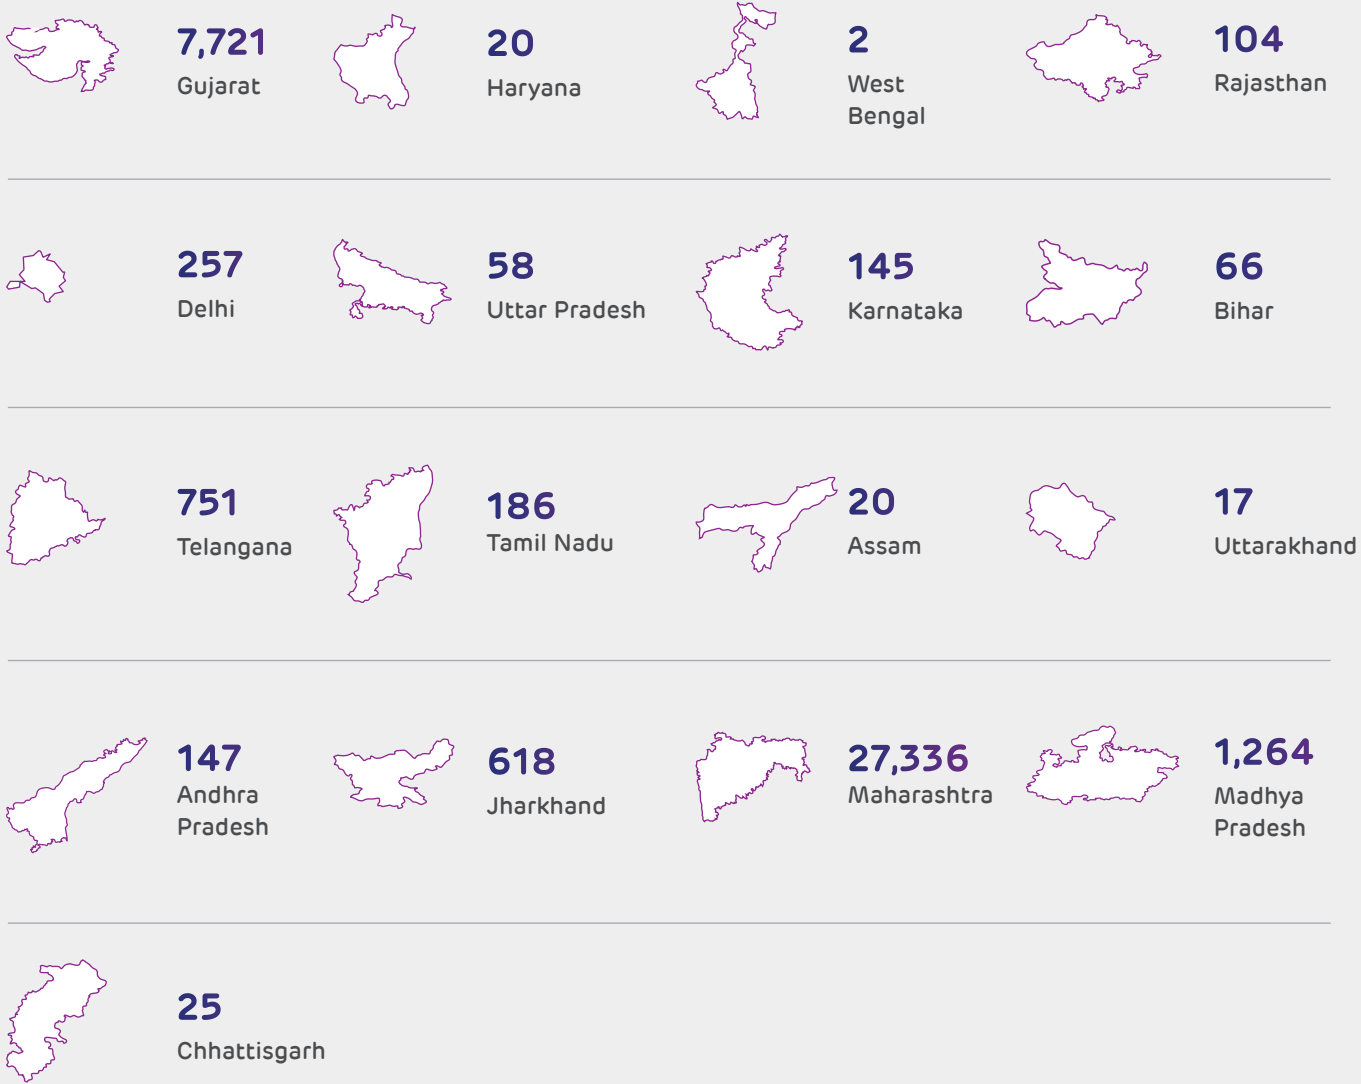 7,721
Gujarat
20
Haryana
2
West
Bengal
104
Rajasthan
257
Delhi
58
Uttar Pradesh
145
Karnataka
66
Bihar
751
Telangana
186
Tamil Nadu
20
Assam
17
Uttarakhand
147
Andhra
Pradesh
618
Jharkhand
27,336
Maharashtra
1,264
Madhya
Pradesh
25
Chhattisgarh